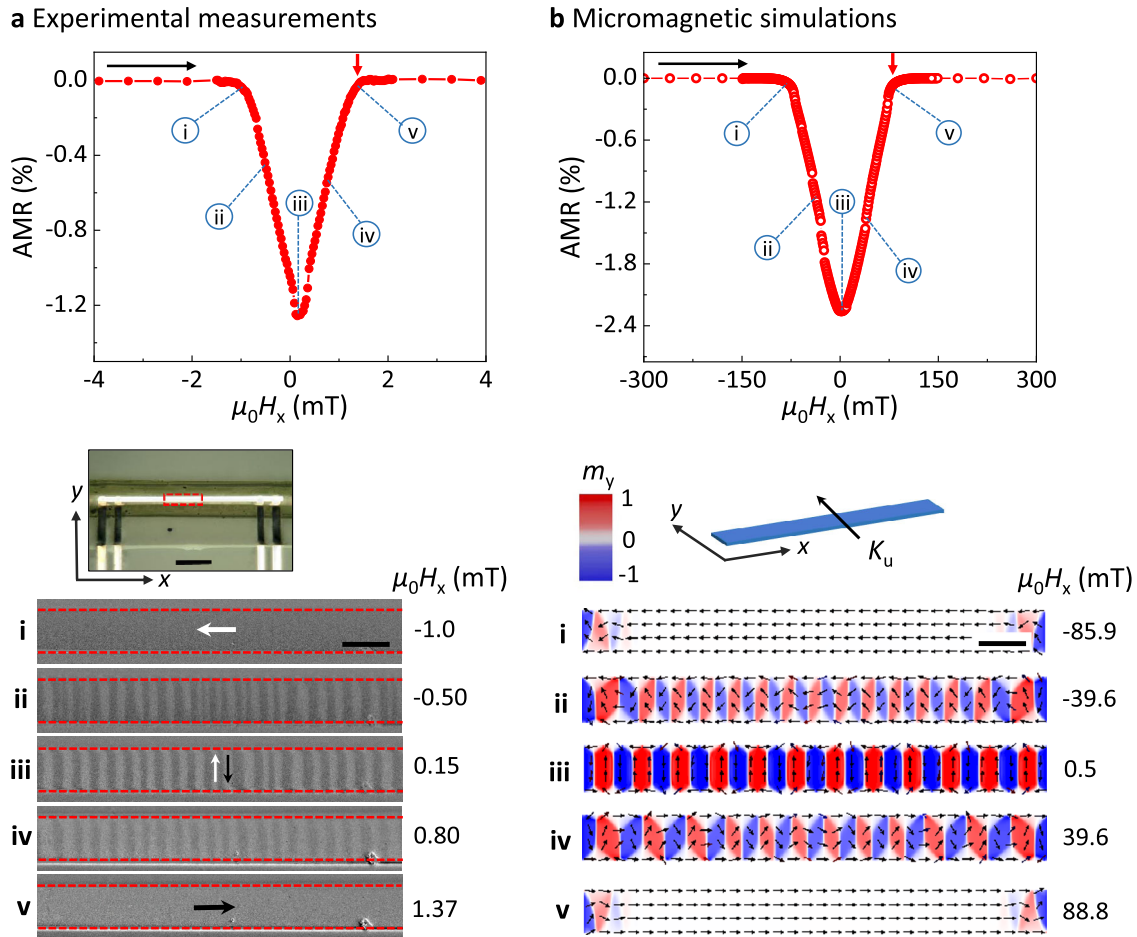 a Experimental measurements
0.0
-0.4
-0.8
-1.2
AMR (%)
i
ii
iii
iv
v
-4
-2
0
2
4
μ0Hx (mT)
b Micromagnetic simulations
0.0
-0.6
-1.2
-1.8
-2.4
AMR (%)
i
ii
iii
iv
v
-300
-150
0
150
300
μ0Hx (mT)
y
x
μ0Hx (mT)
i
-1.0
ii
-0.50
iii
0.15
iv
0.80
v
1.37
my
1
0
-1
y
x
Ku
μ0Hx (mT)
i
-85.9
ii
-39.6
iii
0.5
iv
39.6
v
88.8